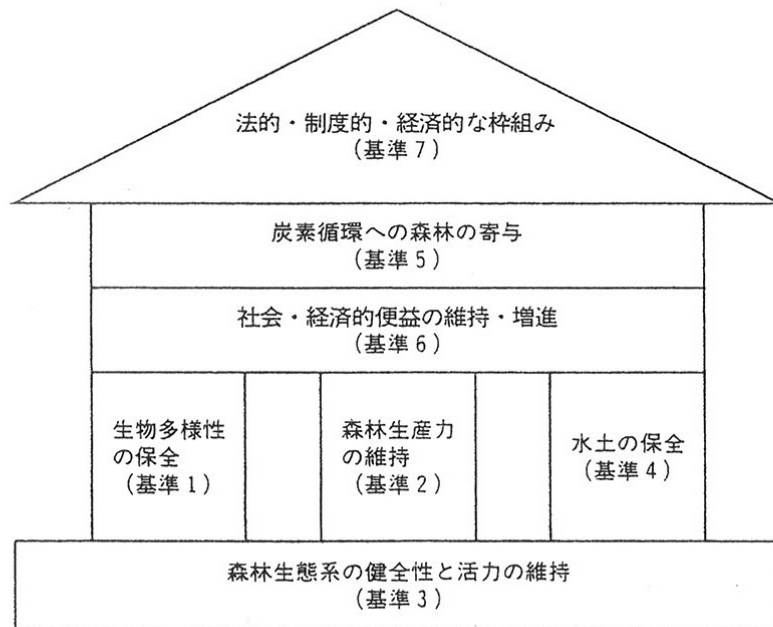 法的・制度的・経済的な枠組み
(基準7)
炭素循環への森林の寄与
(基準5)
社会・経済的便益の維持・増進
(基準6)
生物多様性
の保全
(基準1)
森林生産力
の維持
(基準2)
水土の保全
(基準4)
森林生態系の健全性と活力の維持
(基準3)